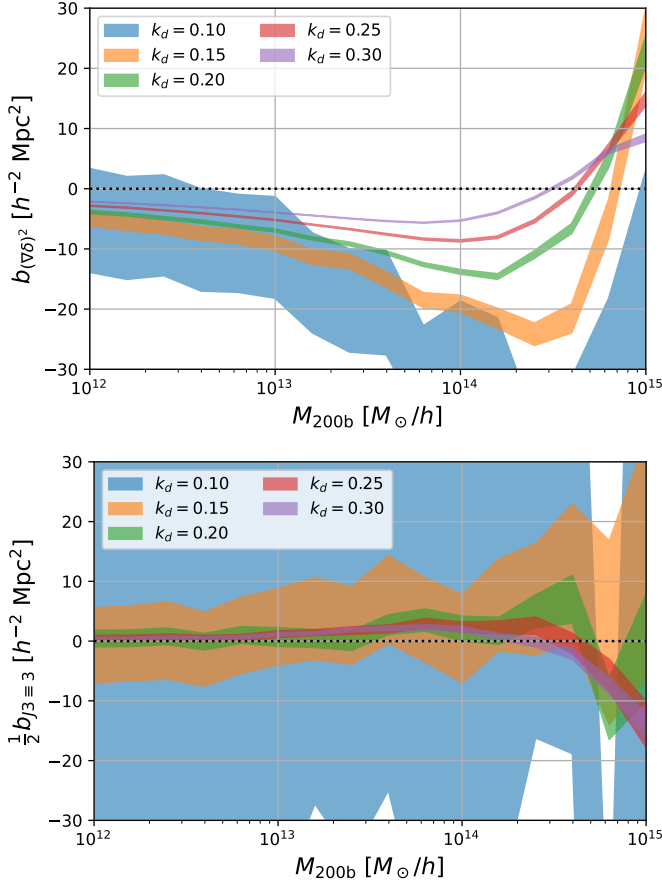 30
20
10
0
−10
−20
−30
b_{(∇δ)^2} [h^{−2} Mpc^2]
k_d = 0.10
k_d = 0.15
k_d = 0.20
k_d = 0.25
k_d = 0.30
10^{12}
10^{13}
10^{14}
10^{15}
M_{200b} [M_⊙/h]
30
20
10
0
−10
−20
−30
\frac{1}{2} b_{J3≡3} [h^{−2} Mpc^2]
k_d = 0.10
k_d = 0.15
k_d = 0.20
k_d = 0.25
k_d = 0.30
10^{12}
10^{13}
10^{14}
10^{15}
M_{200b} [M_⊙/h]